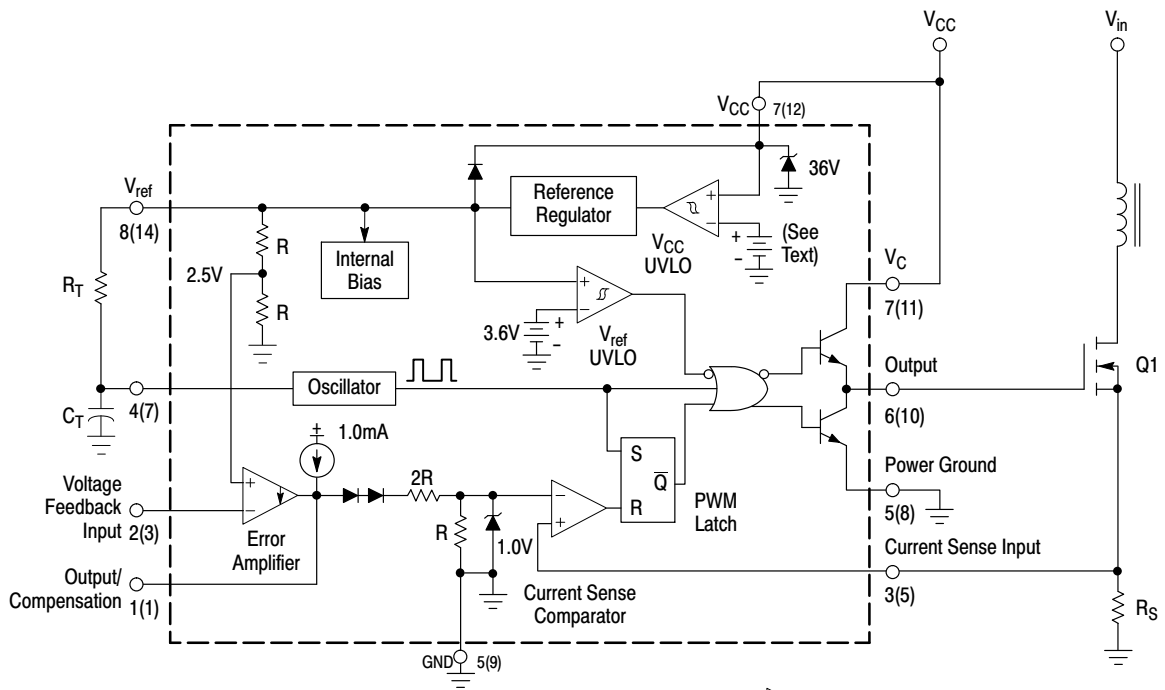 VCC
Vin
VCC 7(12)
Vref
8(14)
RT
R
2.5V
R
Internal
Bias
Reference
Regulator
+
−
VCC
UVLO
+
−
(See
Text)
36V
VC
7(11)
+
−
3.6V
+
−
Vref
UVLO
Output
6(10)
Q1
Oscillator
4(7)
CT
+
1.0mA
Voltage
Feedback
Input
2(3)
+
−
Error
Amplifier
2R
R
1.0V
−
+
Current Sense
Comparator
S
Q
R
PWM
Latch
Power Ground
5(8)
Current Sense Input
3(5)
RS
Output/
Compensation
1(1)
GND 5(9)